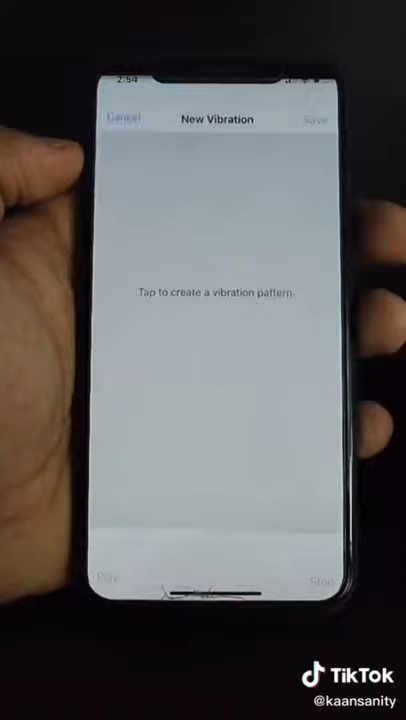 2:54
Cancel
New Vibration
Save
Tap to create a vibration pattern.
Play
Stop
TikTok
@kaansanity